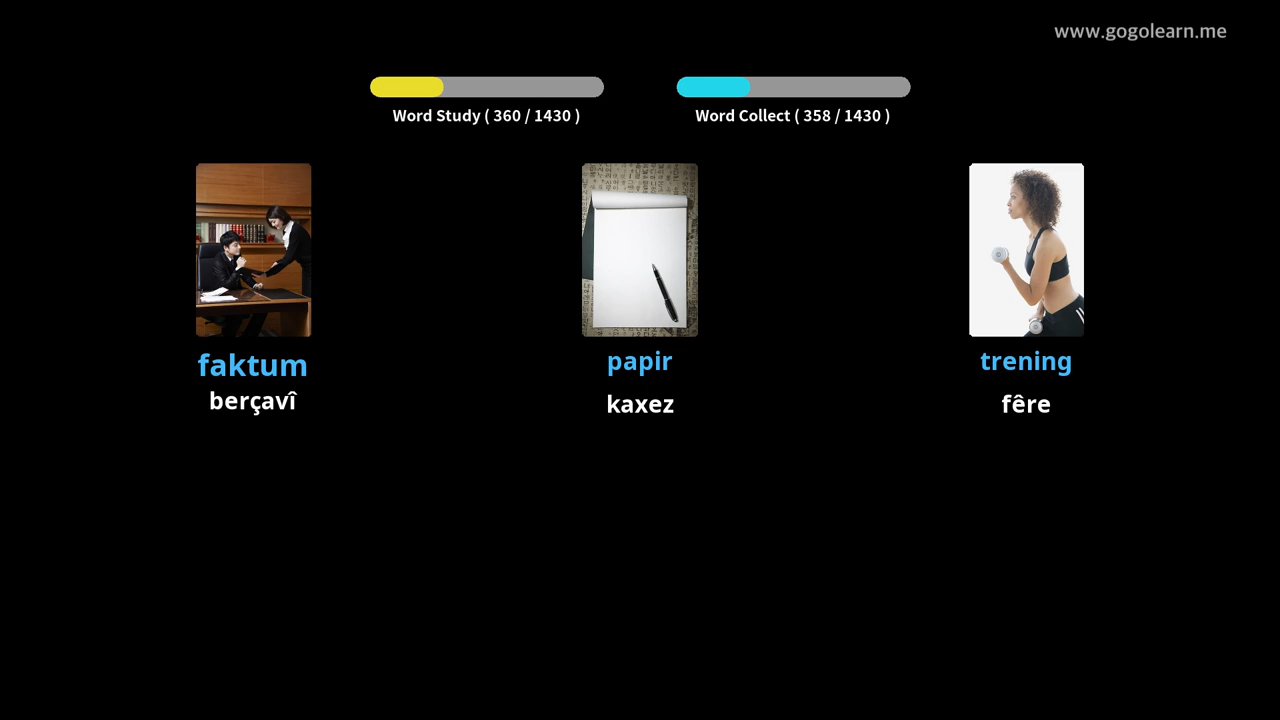 www.gogolearn.me
Word Study ( 360 / 1430 )
Word Collect ( 358 / 1430 )
faktum
papir
trening
berçavî
kaxez
fêre